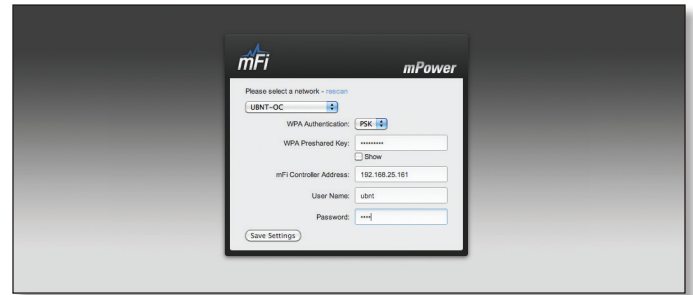 mFi
mPower
Please select a network - rescan
UBNT-OC
WPA Authentication: PSK
WPA Preshared Key: •••••••••
Show
mFi Controller Address: 192.168.25.161
User Name: ubnt
Password: ••••
Save Settings